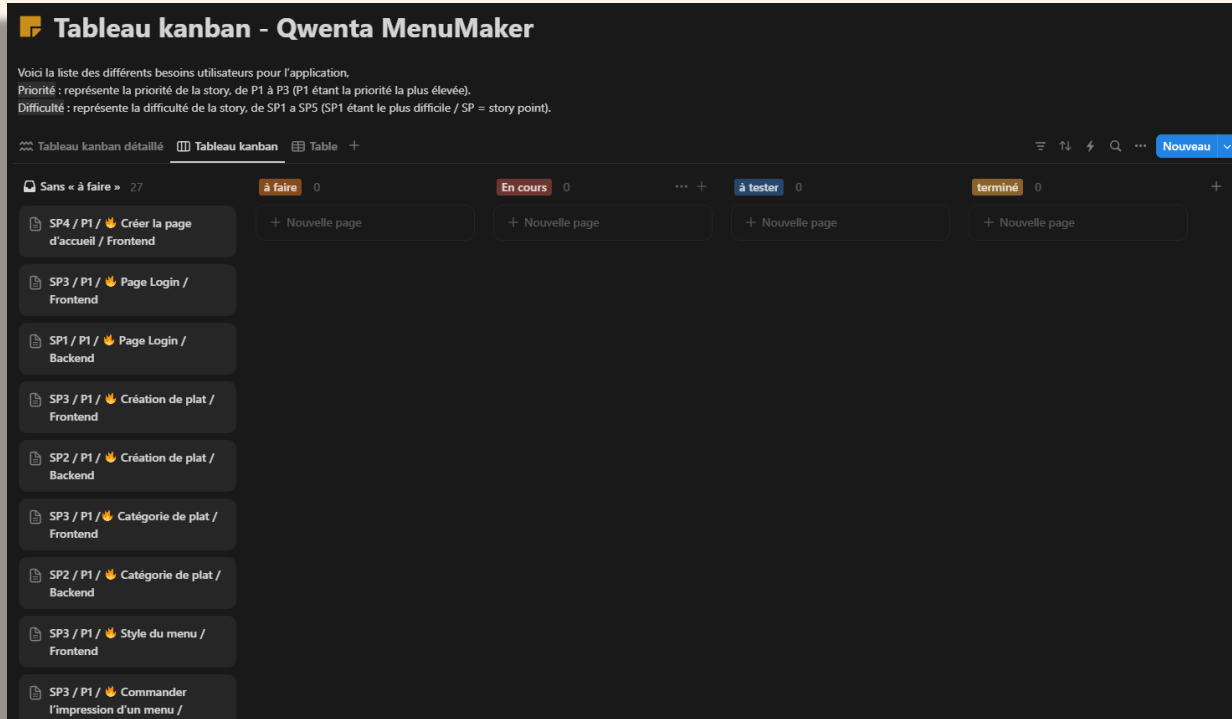 Tableau kanban - Qwenta MenuMaker
Voici la liste des différents besoins utilisateurs pour l'application,
Priorité : représente la priorité de la story, de P1 à P3 (P1 étant la priorité la plus élevée).
Difficulté : représente la difficulté de la story, de SP1 a SP5 (SP1 étant le plus difficile / SP = story point).
Tableau kanban détaillé Tableau kanban Table +
Nouveau
Sans « à faire » 27
à faire 0
En cours 0
à tester 0
terminé 0
+ Nouvelle page
+ Nouvelle page
+ Nouvelle page
+ Nouvelle page
SP4 / P1 / 🔥 Créer la page
d'accueil / Frontend
SP3 / P1 / 🔥 Page Login /
Frontend
SP1 / P1 / 🔥 Page Login /
Backend
SP3 / P1 / 🔥 Création de plat /
Frontend
SP2 / P1 / 🔥 Création de plat /
Backend
SP3 / P1 /🔥 Catégorie de plat /
Frontend
SP2 / P1 / 🔥 Catégorie de plat /
Backend
SP3 / P1 / 🔥 Style du menu /
Frontend
SP3 / P1 / 🔥 Commander
l'impression d'un menu /